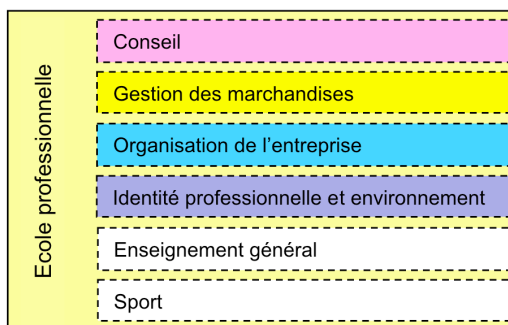 Ecole professionnelle
Conseil
Gestion des marchandises
Organisation de l’entreprise
Identité professionnelle et environnement
Enseignement général
Sport